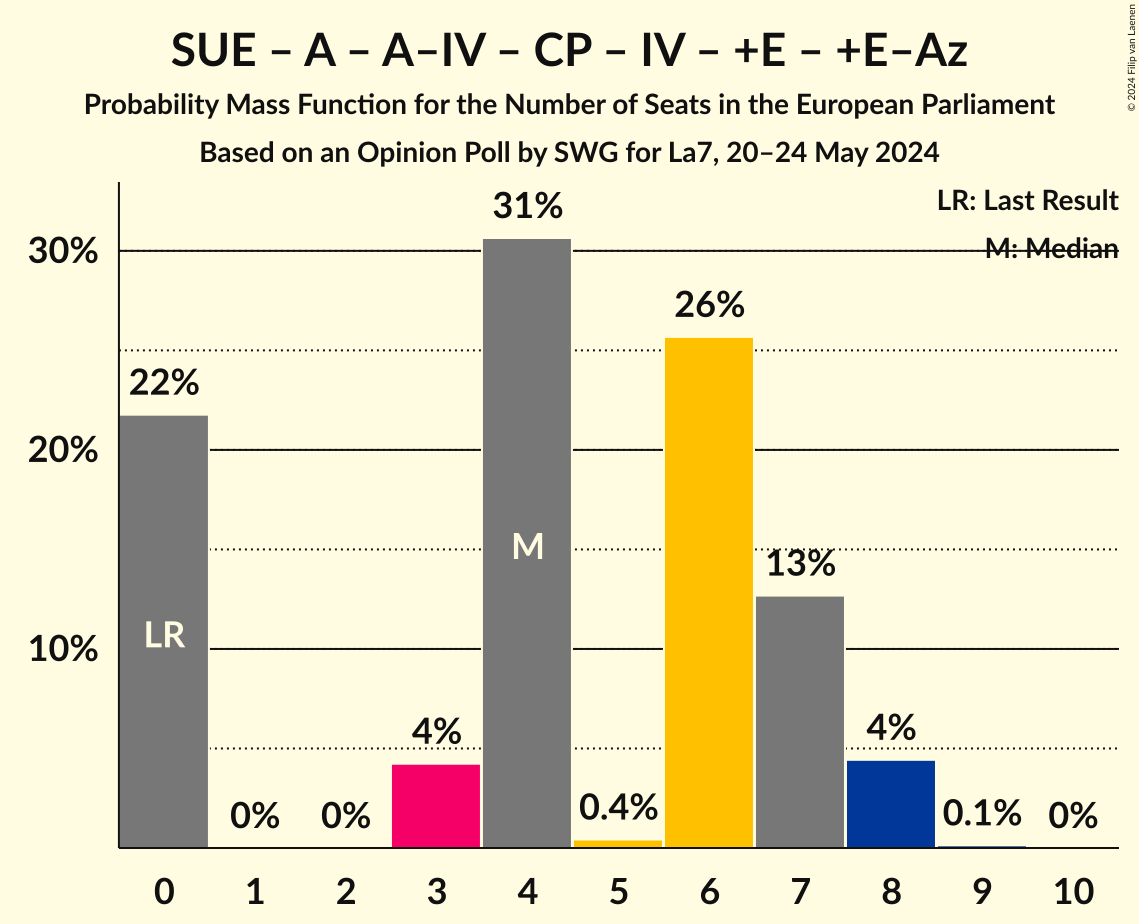 SUE – A – A–IV – CP – IV – +E – +E–Az
Probability Mass Function for the Number of Seats in the European Parliament
Based on an Opinion Poll by SWG for La7, 20–24 May 2024
© 2024 Filip van Laenen
LR: Last Result
M: Median
30%
20%
10%
22%
0%
0%
4%
31%
0.4%
26%
13%
4%
0.1%
0%
LR
M
0 1 2 3 4 5 6 7 8 9 10